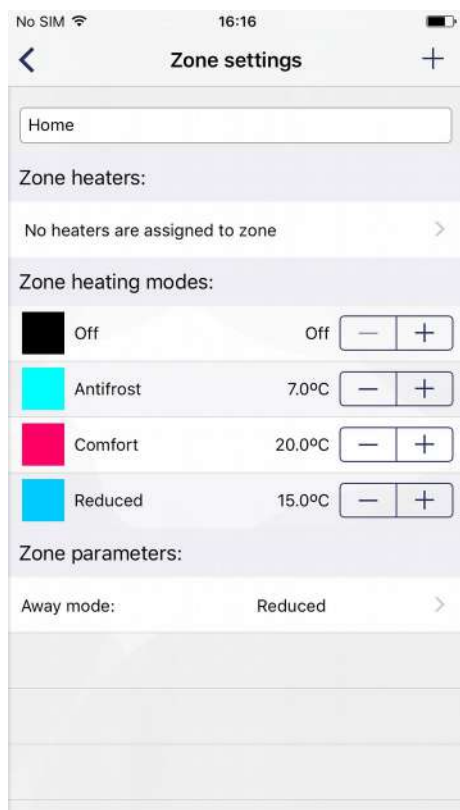 No SIM 16:16
Zone settings
Home
Zone heaters:
No heaters are assigned to zone
Zone heating modes:
Off Off
Antifrost 7.0ºC
Comfort 20.0ºC
Reduced 15.0ºC
Zone parameters:
Away mode: Reduced